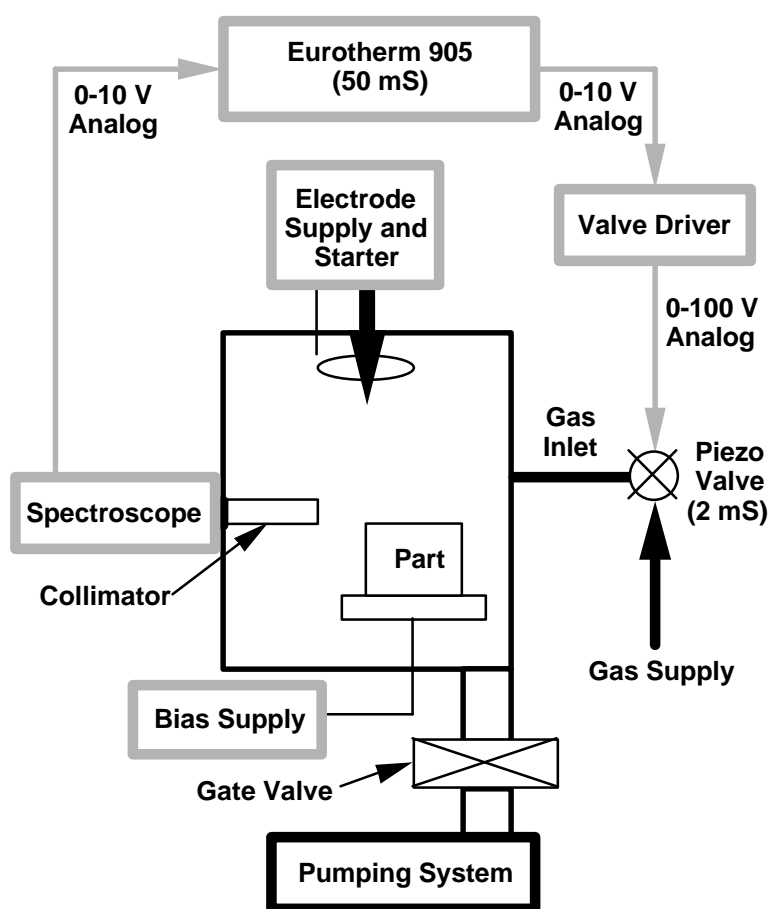 Eurotherm 905
(50 mS)
0-10 V
Analog
0-10 V
Analog
Electrode
Supply and
Starter
Valve Driver
0-100 V
Analog
Gas
Inlet
Piezo
Valve
(2 mS)
Spectroscope
Part
Collimator
Gas Supply
Bias Supply
Gate Valve
Pumping System